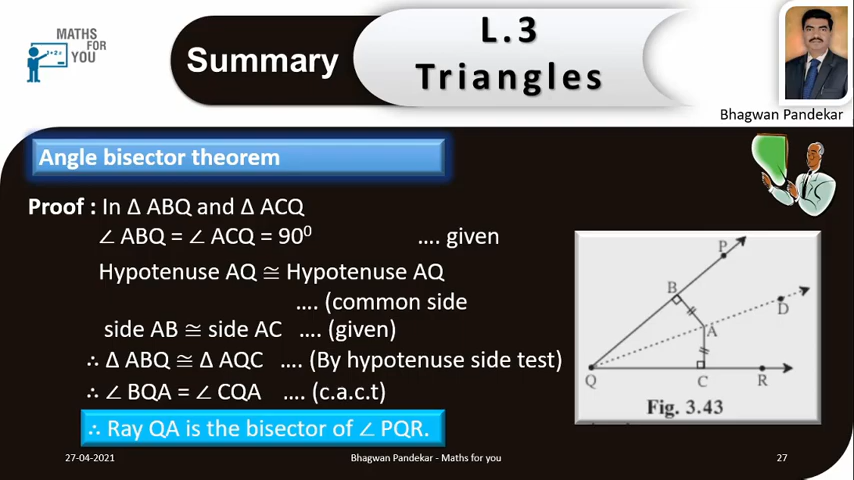 MATHS
FOR
YOU
Summary
L.3
Triangles
Bhagwan Pandekar
Angle bisector theorem
Proof : In Δ ABQ and Δ ACQ
∠ ABQ = ∠ ACQ = 90⁰ .... given
Hypotenuse AQ ≅ Hypotenuse AQ
.... (common side
side AB ≅ side AC .... (given)
∴ Δ ABQ ≅ Δ AQC .... (By hypotenuse side test)
∴ ∠ BQA = ∠ CQA .... (c.a.c.t)
∴ Ray QA is the bisector of ∠ PQR.
P
B
D
A
Q
C
R
Fig. 3.43
27-04-2021
Bhagwan Pandekar - Maths for you
27